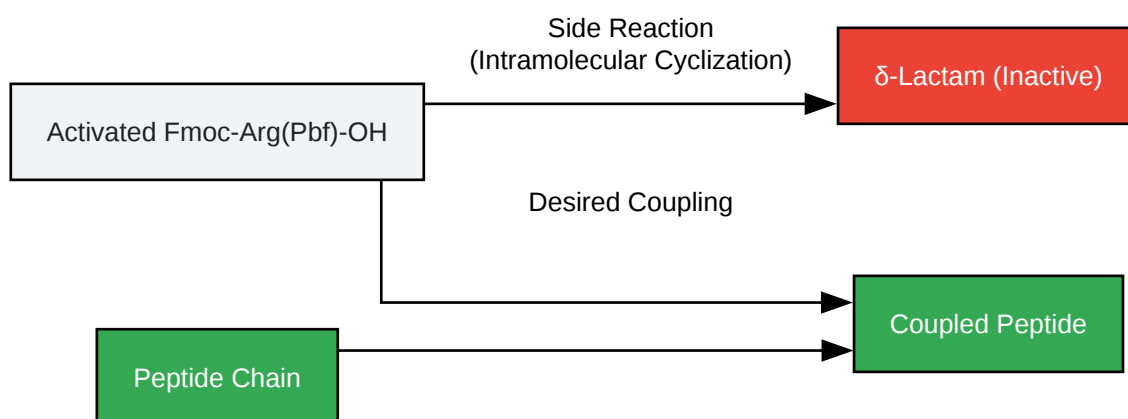 Side Reaction
(Intramolecular Cyclization)
δ-Lactam (Inactive)
Activated Fmoc-Arg(Pbf)-OH
Desired Coupling
Coupled Peptide
Peptide Chain